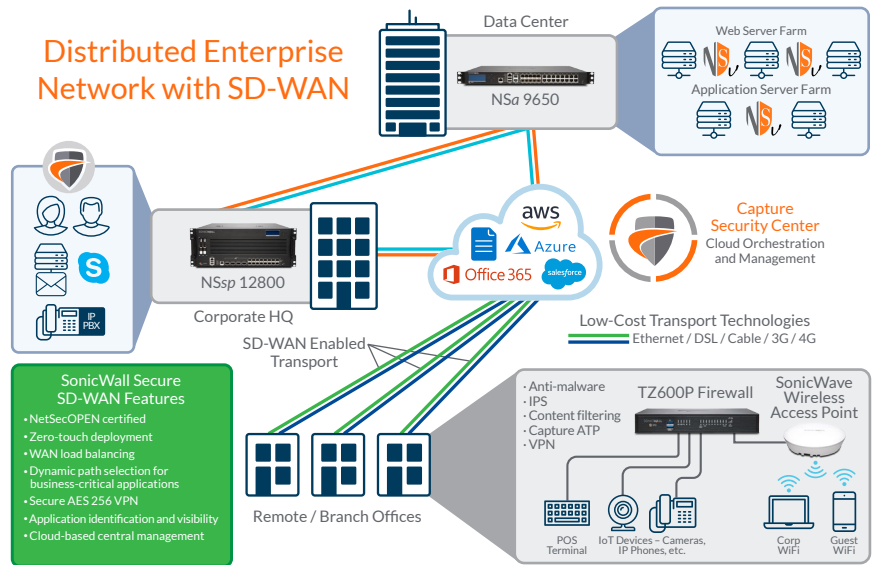 Distributed Enterprise
Network with SD-WAN
Data Center
NSa 9650
Web Server Farm
NSv
NSv
Application Server Farm
NSv
NSsp 12800
Corporate HQ
IP
PBX
aws
Azure
Office 365
salesforce
Capture
Security Center
Cloud Orchestration
and Management
Low-Cost Transport Technologies
Ethernet / DSL / Cable / 3G / 4G
SD-WAN Enabled
Transport
SonicWall Secure
SD-WAN Features
• NetSecOPEN certified
• Zero-touch deployment
• WAN load balancing
• Dynamic path selection for
business-critical applications
• Secure AES 256 VPN
• Application identification and visibility
• Cloud-based central management
Remote / Branch Offices
· Anti-malware
· IPS
· Content filtering
· Capture ATP
· VPN
TZ600P Firewall
SonicWave
Wireless
Access Point
POS
Terminal
IoT Devices – Cameras,
IP Phones, etc.
Corp
WiFi
Guest
WiFi